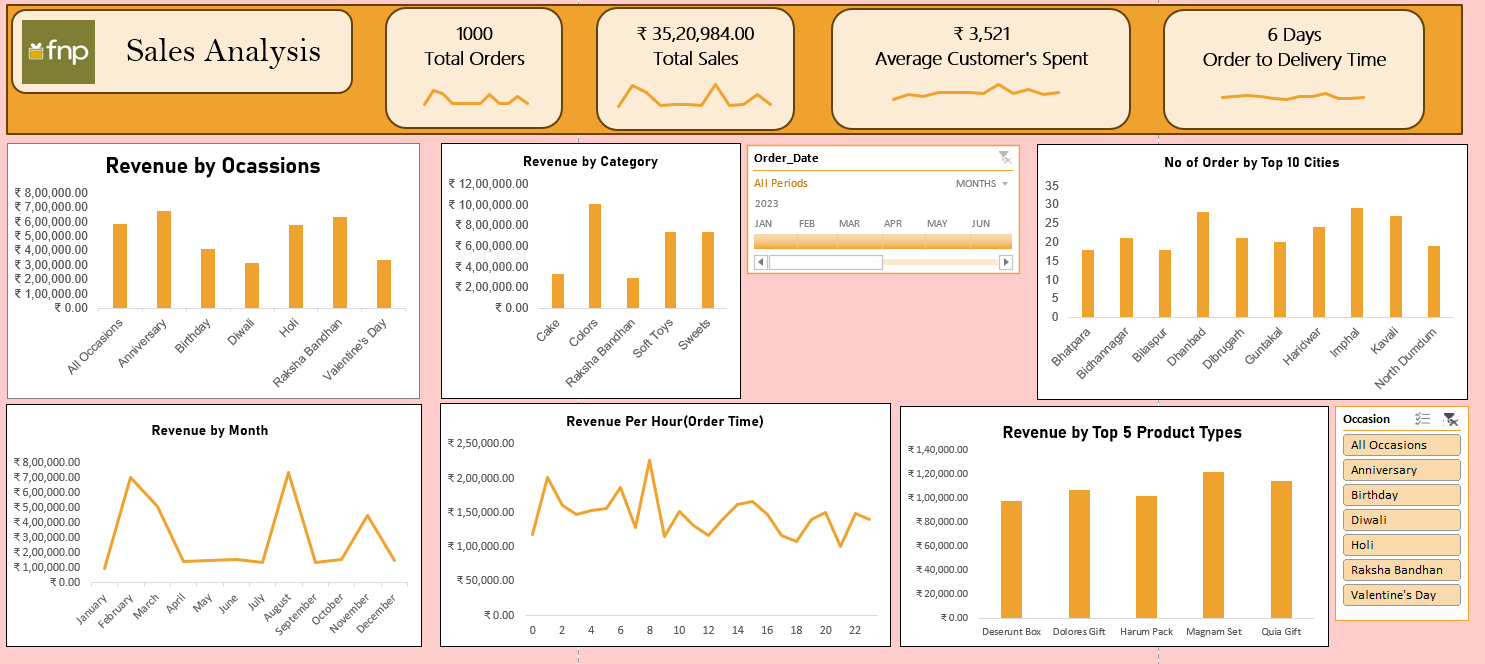 fnp
Sales Analysis
1000
Total Orders
₹ 35,20,984.00
Total Sales
₹ 3,521
Average Customer's Spent
6 Days
Order to Delivery Time
Revenue by Ocassions
₹ 8,00,000.00
₹ 7,00,000.00
₹ 6,00,000.00
₹ 5,00,000.00
₹ 4,00,000.00
₹ 3,00,000.00
₹ 2,00,000.00
₹ 1,00,000.00
₹ 0.00
All Occasions
Anniversary
Birthday
Diwali
Holi
Raksha Bandhan
Valentine's Day
Revenue by Category
₹ 12,00,000.00
₹ 10,00,000.00
₹ 8,00,000.00
₹ 6,00,000.00
₹ 4,00,000.00
₹ 2,00,000.00
₹ 0.00
Cake
Colors
Raksha Bandhan
Soft Toys
Sweets
Order_Date
All Periods MONTHS
2023
JAN FEB MAR APR MAY JUN
No of Order by Top 10 Cities
35
30
25
20
15
10
5
0
Bhatpara
Bidhannagar
Bilaspur
Dhanbad
Dibrugarh
Guntakal
Haridwar
Imphal
Kavali
North Dumdum
Revenue by Month
₹ 8,00,000.00
₹ 7,00,000.00
₹ 6,00,000.00
₹ 5,00,000.00
₹ 4,00,000.00
₹ 3,00,000.00
₹ 2,00,000.00
₹ 1,00,000.00
₹ 0.00
January
February
March
April
May
June
July
August
September
October
November
December
Revenue Per Hour(Order Time)
₹ 2,50,000.00
₹ 2,00,000.00
₹ 1,50,000.00
₹ 1,00,000.00
₹ 50,000.00
₹ 0.00
0 2 4 6 8 10 12 14 16 18 20 22
Revenue by Top 5 Product Types
₹ 1,40,000.00
₹ 1,20,000.00
₹ 1,00,000.00
₹ 80,000.00
₹ 60,000.00
₹ 40,000.00
₹ 20,000.00
₹ 0.00
Deserunt Box Dolores Gift Harum Pack Magnam Set Quia Gift
Occasion
All Occasions
Anniversary
Birthday
Diwali
Holi
Raksha Bandhan
Valentine's Day